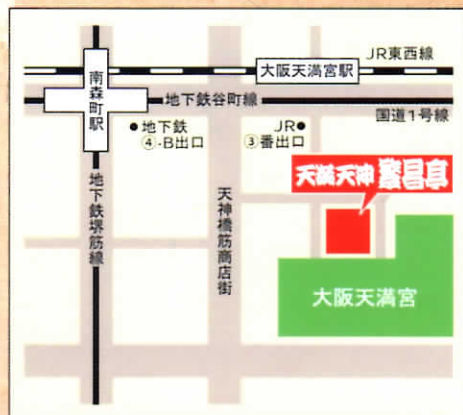 JR東西線
大阪天満宮駅
南森町駅
地下鉄谷町線
国道1号線
●地下鉄
④-B出口
JR●
③番出口
天満天神 繁昌亭
地下鉄堺筋線
天神橋筋商店街
大阪天満宮